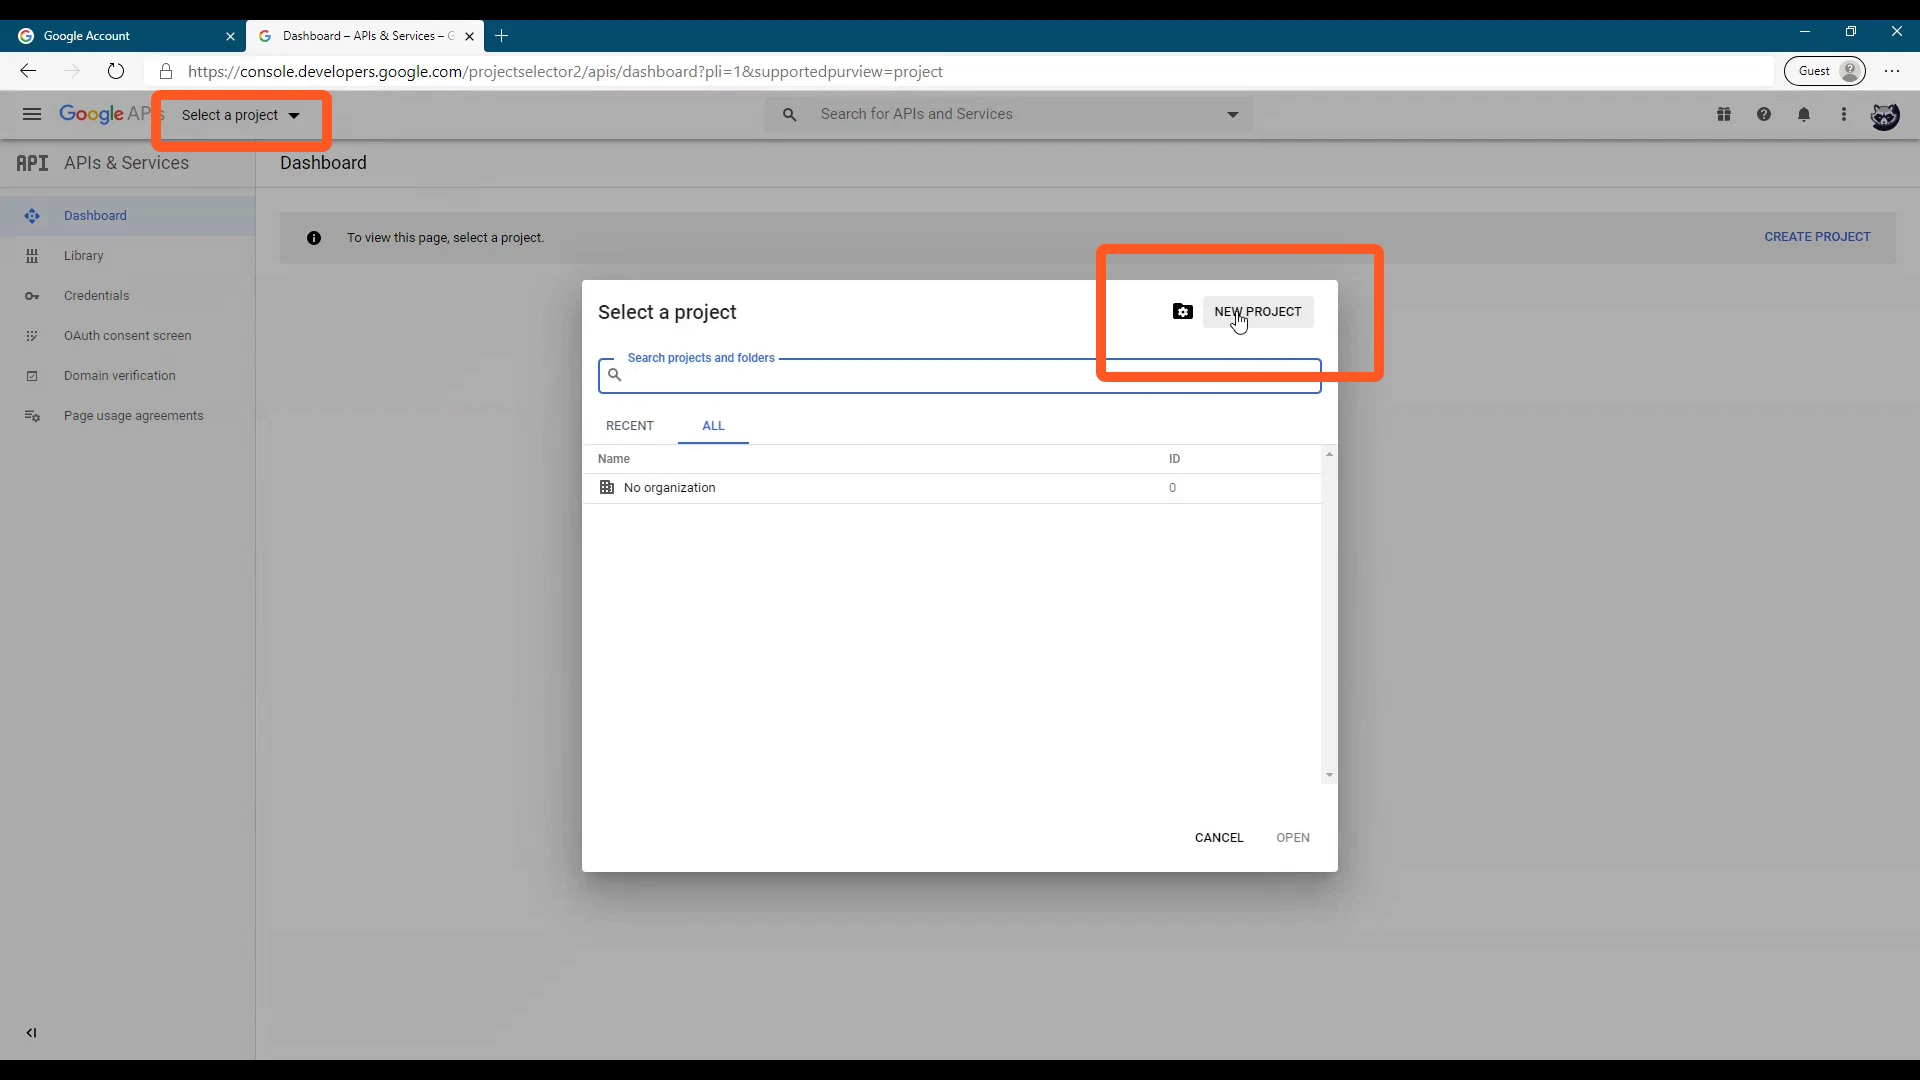 Google Account
Dashboard – APIs & Services – G
https://console.developers.google.com/projectselector2/apis/dashboard?pli=1&supportedpurview=project
Guest
Google APIs
Select a project
Search for APIs and Services
API APIs & Services
Dashboard
Dashboard
To view this page, select a project.
CREATE PROJECT
Library
Credentials
OAuth consent screen
Domain verification
Page usage agreements
Select a project
NEW PROJECT
Search projects and folders
RECENT
ALL
Name
ID
No organization
0
CANCEL
OPEN